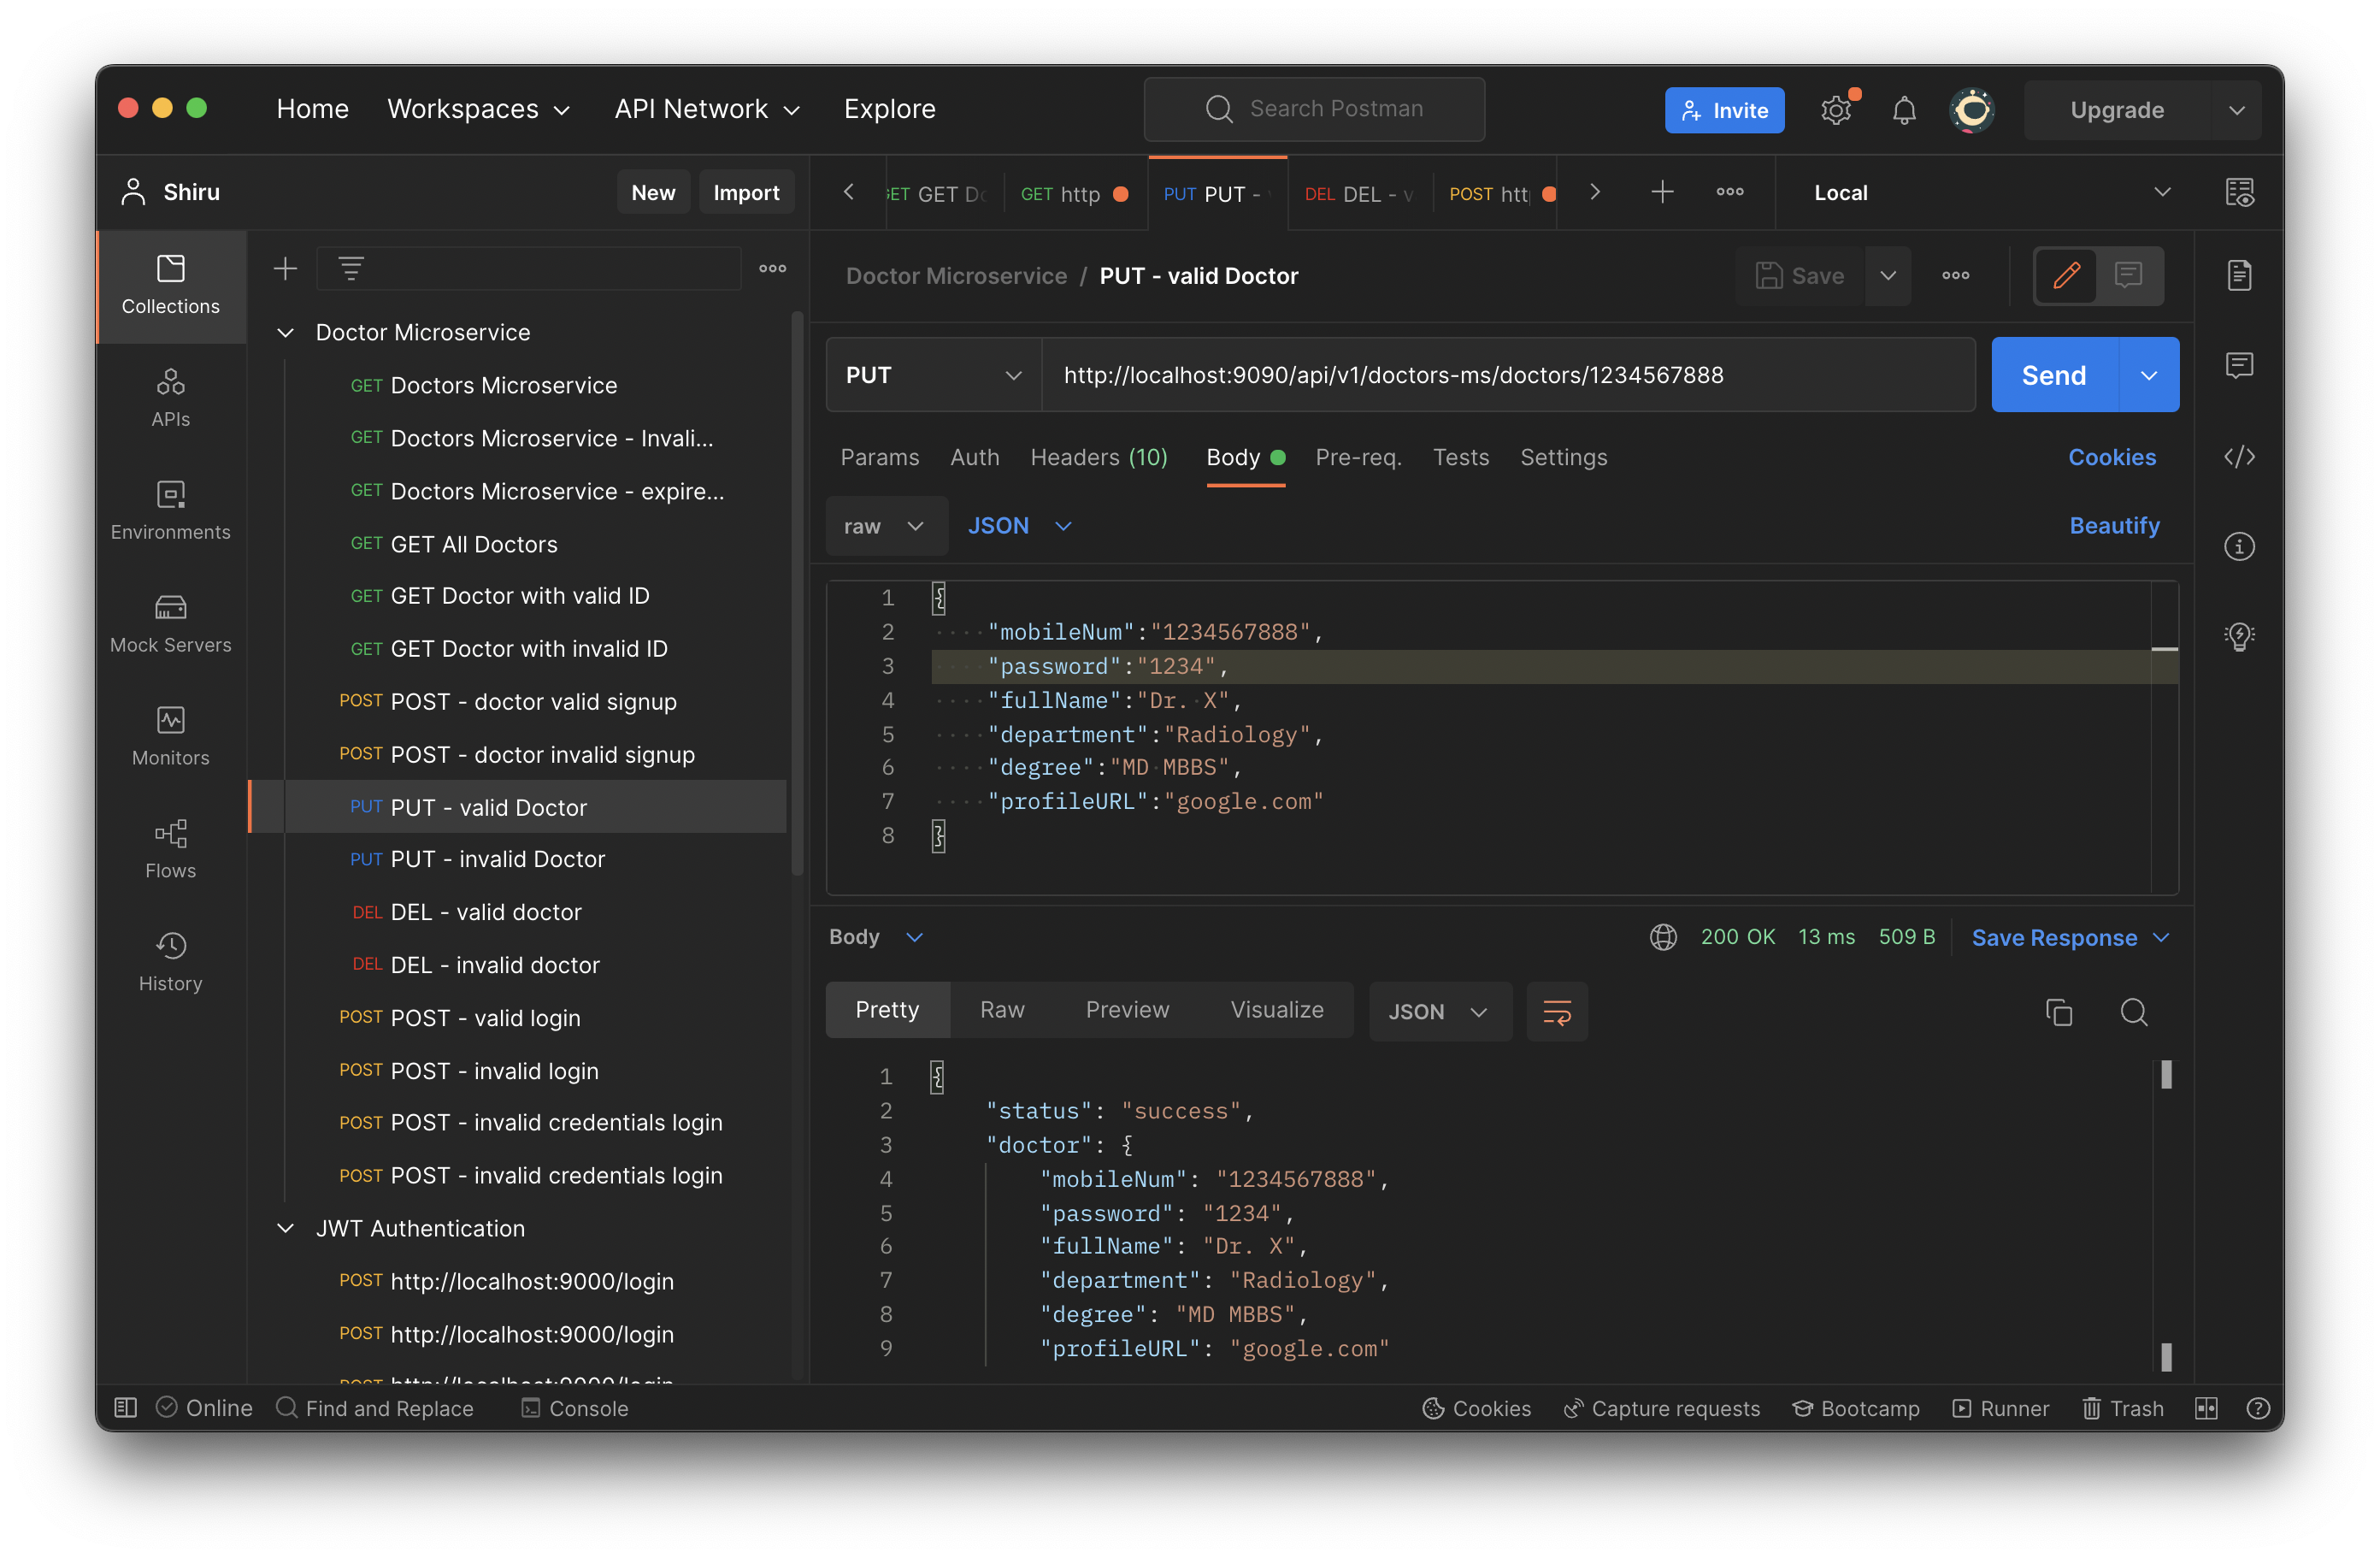 Home Workspaces API Network Explore Search Postman Invite Upgrade
Shiru New Import
GET GET http PUT PUT - DEL DEL - POST Local
Collections
APIs
Environments
Mock Servers
Monitors
Flows
History
Doctor Microservice
GET Doctors Microservice
GET Doctors Microservice - Invali...
GET Doctors Microservice - expire...
GET GET All Doctors
GET GET Doctor with valid ID
GET GET Doctor with invalid ID
POST POST - doctor valid signup
POST POST - doctor invalid signup
PUT PUT - valid Doctor
PUT PUT - invalid Doctor
DEL DEL - valid doctor
DEL DEL - invalid doctor
POST POST - valid login
POST POST - invalid login
POST POST - invalid credentials login
POST POST - invalid credentials login
JWT Authentication
POST http://localhost:9000/login
POST http://localhost:9000/login
Doctor Microservice / PUT - valid Doctor Save
PUT http://localhost:9090/api/v1/doctors-ms/doctors/1234567888 Send
Params Auth Headers (10) Body Pre-req. Tests Settings Cookies
raw JSON Beautify
1 {
2 "mobileNum":"1234567888",
3 "password":"1234",
4 "fullName":"Dr. X",
5 "department":"Radiology",
6 "degree":"MD MBBS",
7 "profileURL":"google.com"
8 }
Body 200 OK 13 ms 509 B Save Response
Pretty Raw Preview Visualize JSON
1 {
2 "status": "success",
3 "doctor": {
4 "mobileNum": "1234567888",
5 "password": "1234",
6 "fullName": "Dr. X",
7 "department": "Radiology",
8 "degree": "MD MBBS",
9 "profileURL": "google.com"
Online Find and Replace Console Cookies Capture requests Bootcamp Runner Trash